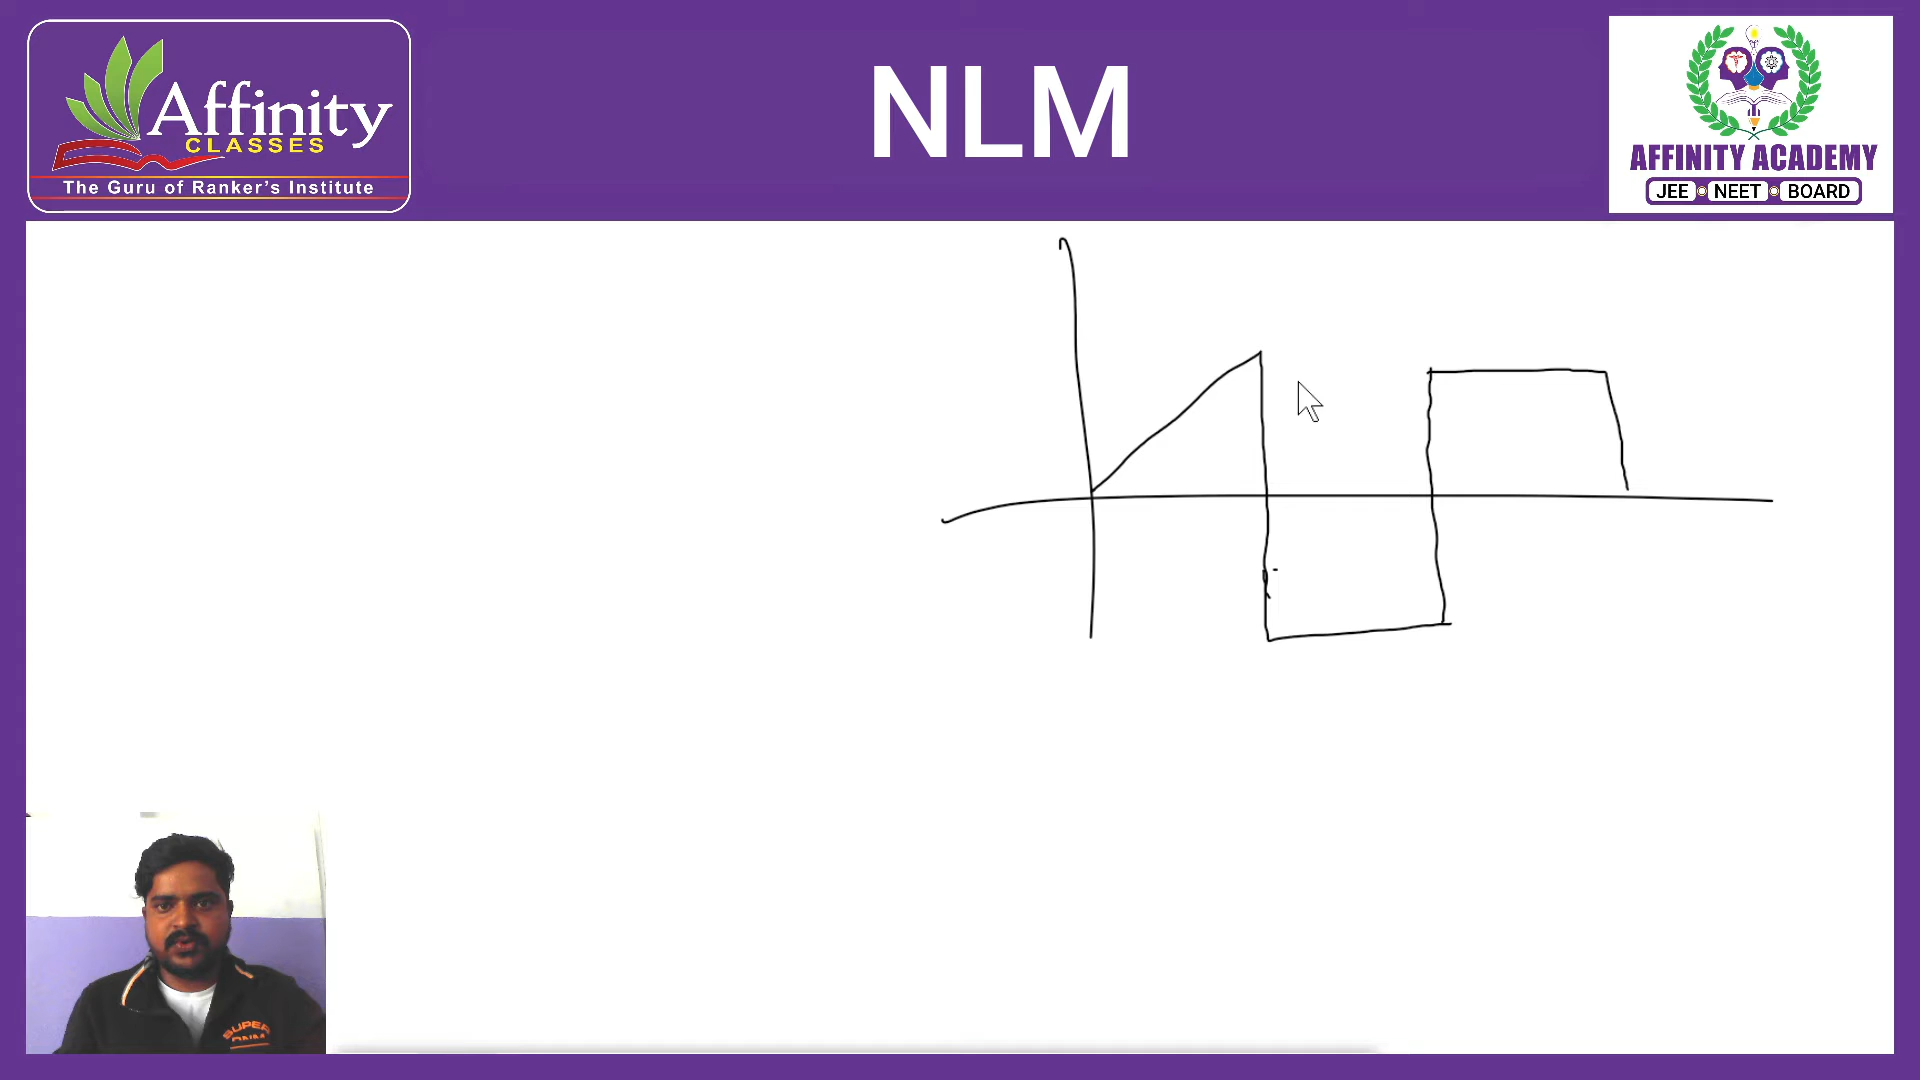 Affinity
CLASSES
The Guru of Ranker's Institute
NLM
AFFINITY ACADEMY
JEE NEET BOARD
SUPER